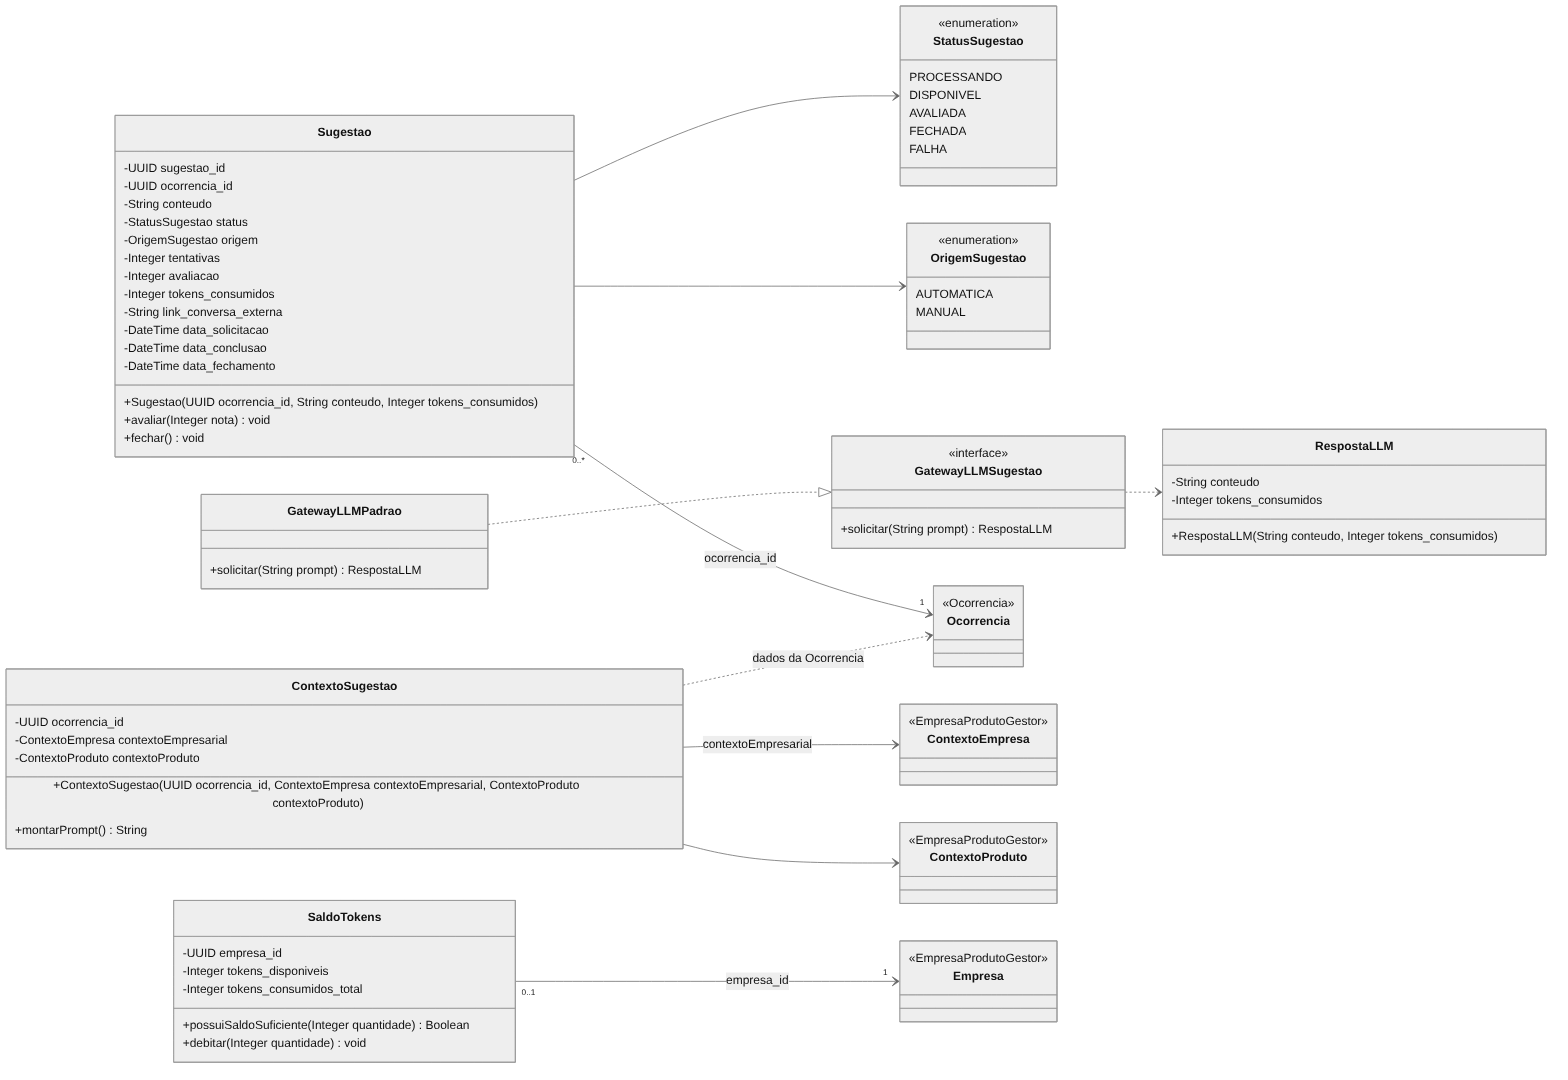 «enumeration»
StatusSugestao
PROCESSANDO
DISPONIVEL
AVALIADA
FECHADA
FALHA
Sugestao
-UUID sugestao_id
-UUID ocorrencia_id
-String conteudo
-StatusSugestao status
-OrigemSugestao origem
-Integer tentativas
-Integer avaliacao
-Integer tokens_consumidos
-String link_conversa_externa
-DateTime data_solicitacao
-DateTime data_conclusao
-DateTime data_fechamento
+Sugestao(UUID ocorrencia_id, String conteudo, Integer tokens_consumidos)
+avaliar(Integer nota) : void
+fechar() : void
«enumeration»
OrigemSugestao
AUTOMATICA
MANUAL
0..*
ocorrencia_id
1
GatewayLLMPadrao
+solicitar(String prompt) : RespostaLLM
«interface»
GatewayLLMSugestao
+solicitar(String prompt) : RespostaLLM
RespostaLLM
-String conteudo
-Integer tokens_consumidos
+RespostaLLM(String conteudo, Integer tokens_consumidos)
«Ocorrencia»
Ocorrencia
dados da Ocorrencia
ContextoSugestao
-UUID ocorrencia_id
-ContextoEmpresa contextoEmpresarial
-ContextoProduto contextoProduto
+ContextoSugestao(UUID ocorrencia_id, ContextoEmpresa contextoEmpresarial, ContextoProduto
contextoProduto)
+montarPrompt() : String
contextoEmpresarial
«EmpresaProdutoGestor»
ContextoEmpresa
«EmpresaProdutoGestor»
ContextoProduto
SaldoTokens
-UUID empresa_id
-Integer tokens_disponiveis
-Integer tokens_consumidos_total
+possuiSaldoSuficiente(Integer quantidade) : Boolean
+debitar(Integer quantidade) : void
0..1
empresa_id
1
«EmpresaProdutoGestor»
Empresa